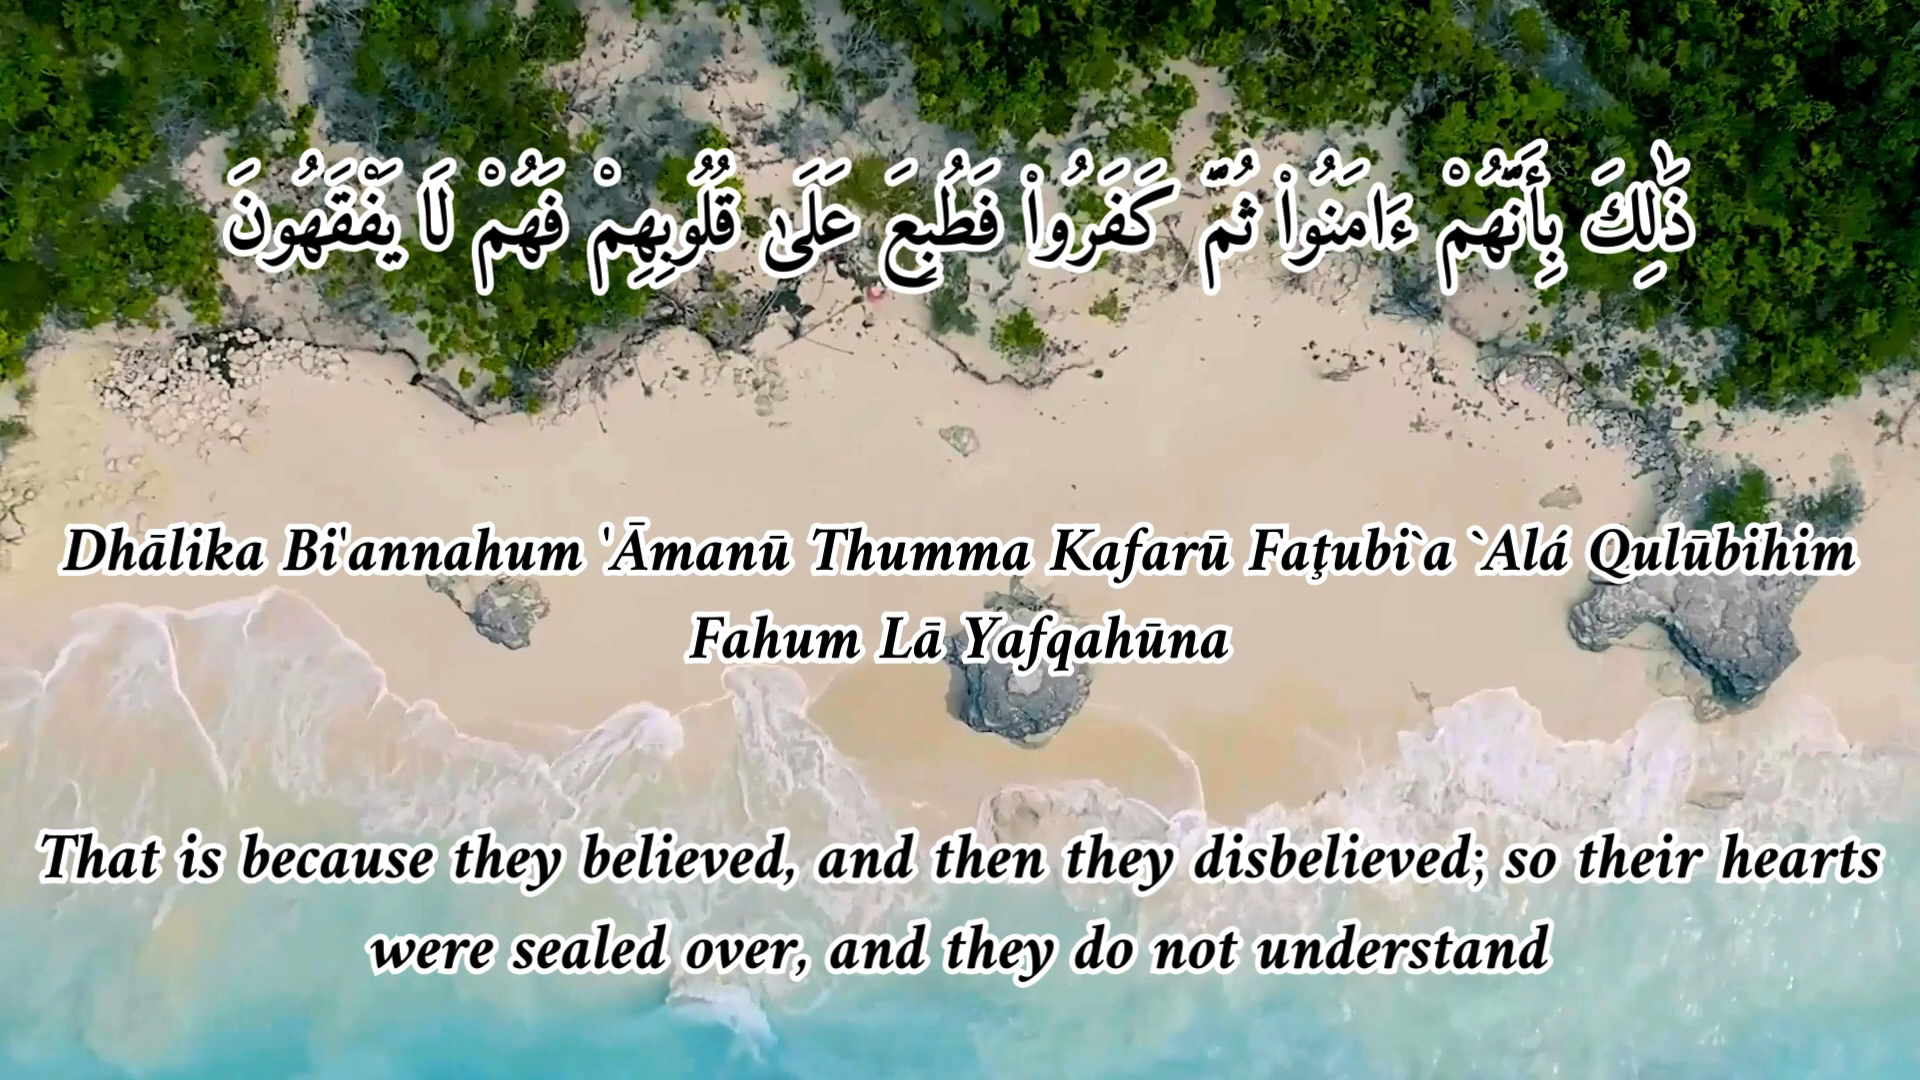 ذَٰلِكَ بِأَنَّهُمْ ءَامَنُوا۟ ثُمَّ كَفَرُوا۟ فَطُبِعَ عَلَىٰ قُلُوبِهِمْ فَهُمْ لَا يَفْقَهُونَ
Dhālika Bi'annahum 'Āmanū Thumma Kafarū Faţubi`a `Alá Qulūbihim
Fahum Lā Yafqahūna
That is because they believed, and then they disbelieved; so their hearts
were sealed over, and they do not understand